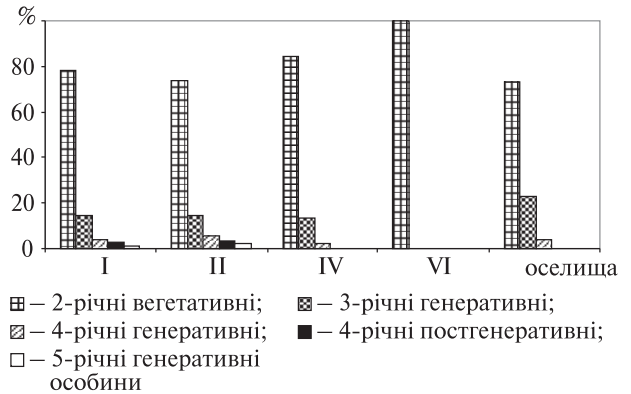 %
80
60
40
20
0
I II IV VI оселища
– 2-річні вегетативні; – 3-річні генеративні;
– 4-річні генеративні; – 4-річні постгенеративні;
– 5-річні генеративні
особини